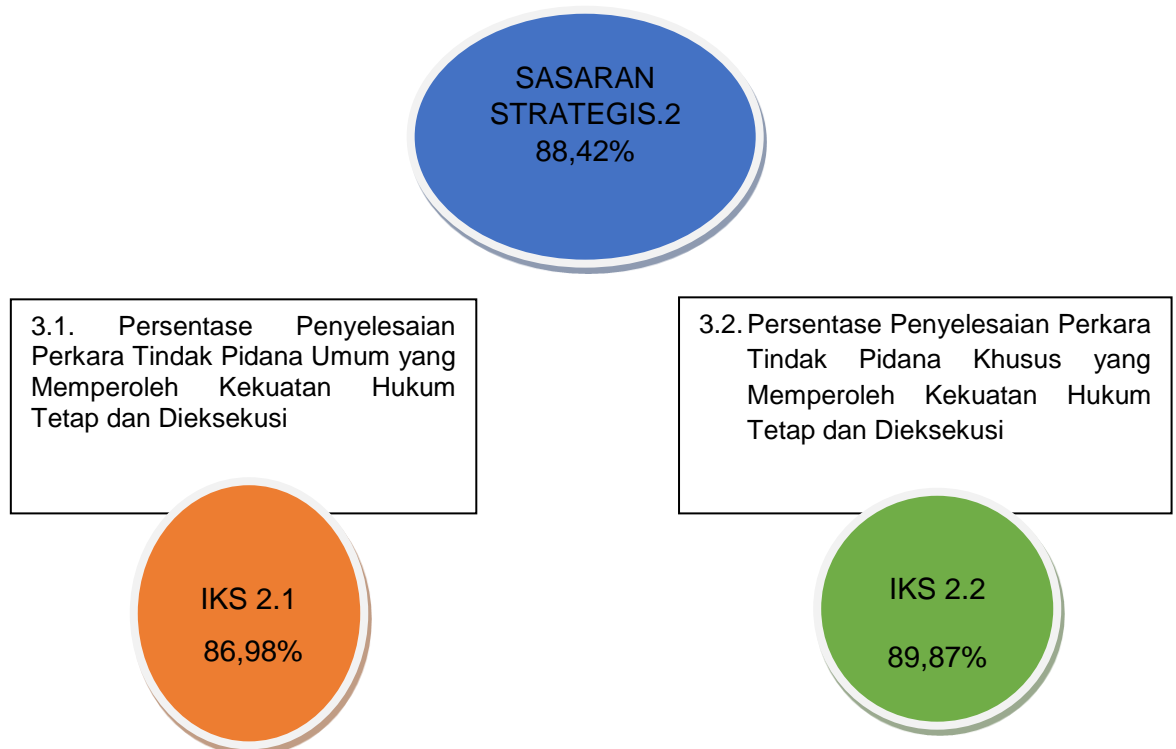 SASARAN
STRATEGIS.2
88,42%
3.1. Persentase Penyelesaian
Perkara Tindak Pidana Umum yang
Memperoleh Kekuatan Hukum
Tetap dan Dieksekusi
3.2. Persentase Penyelesaian Perkara
Tindak Pidana Khusus yang
Memperoleh Kekuatan Hukum
Tetap dan Dieksekusi
IKS 2.1
86,98%
IKS 2.2
89,87%